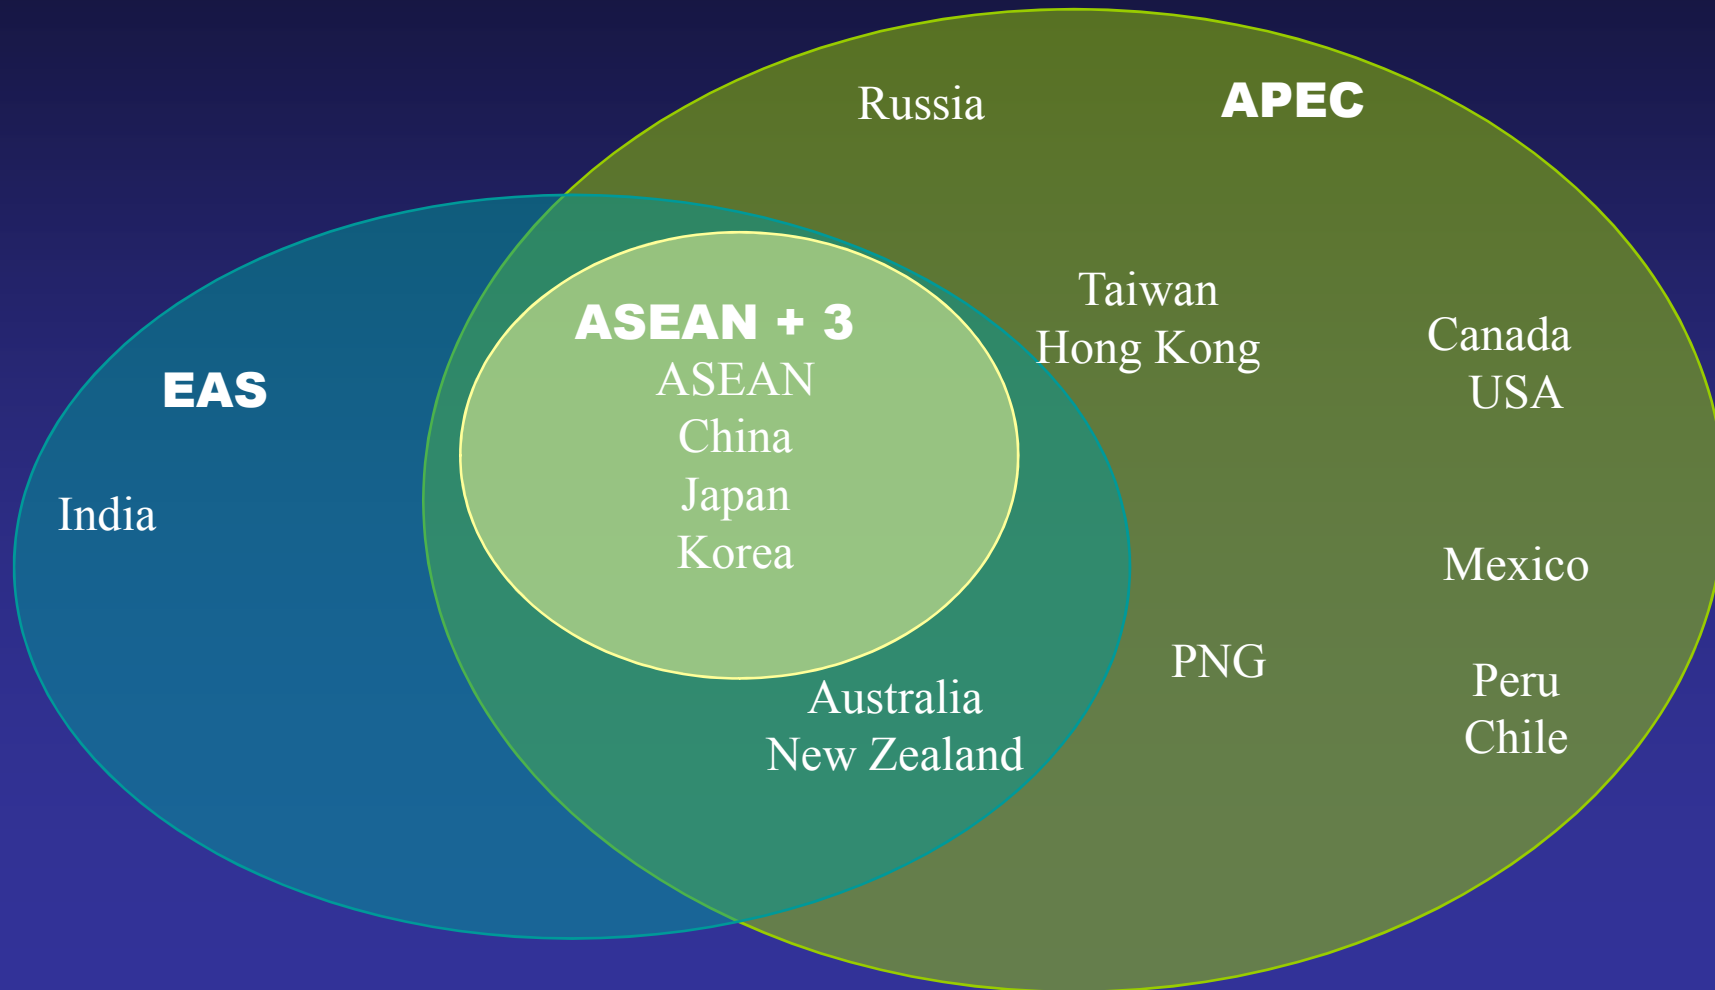 Russia
APEC
Taiwan
Hong Kong
Canada
USA
ASEAN + 3
ASEAN
China
Japan
Korea
EAS
India
Mexico
PNG
Peru
Chile
Australia
New Zealand